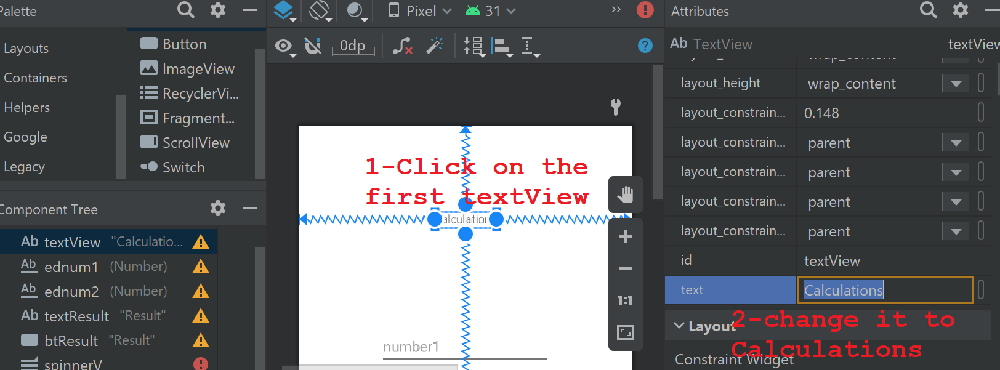 Palette
Layouts
Containers
Helpers
Google
Legacy
Button
ImageView
RecyclerVi...
Fragment...
ScrollView
Switch
Component Tree
Ab textView "Calculatio...
Ab ednum1 (Number)
Ab ednum2 (Number)
Ab textResult "Result"
btResult "Result"
spinnerV
Pixel 31
0dp
1-Click on the
first textView
alculation
number1
1:1
Attributes
Ab TextView textView
layout_height wrap_content
layout_constrain... 0.148
layout_constrain... parent
layout_constrain... parent
layout_constrain... parent
layout_constrain... parent
id textView
text Calculations
Layout
2-change it to
Calculations
Constraint Widget